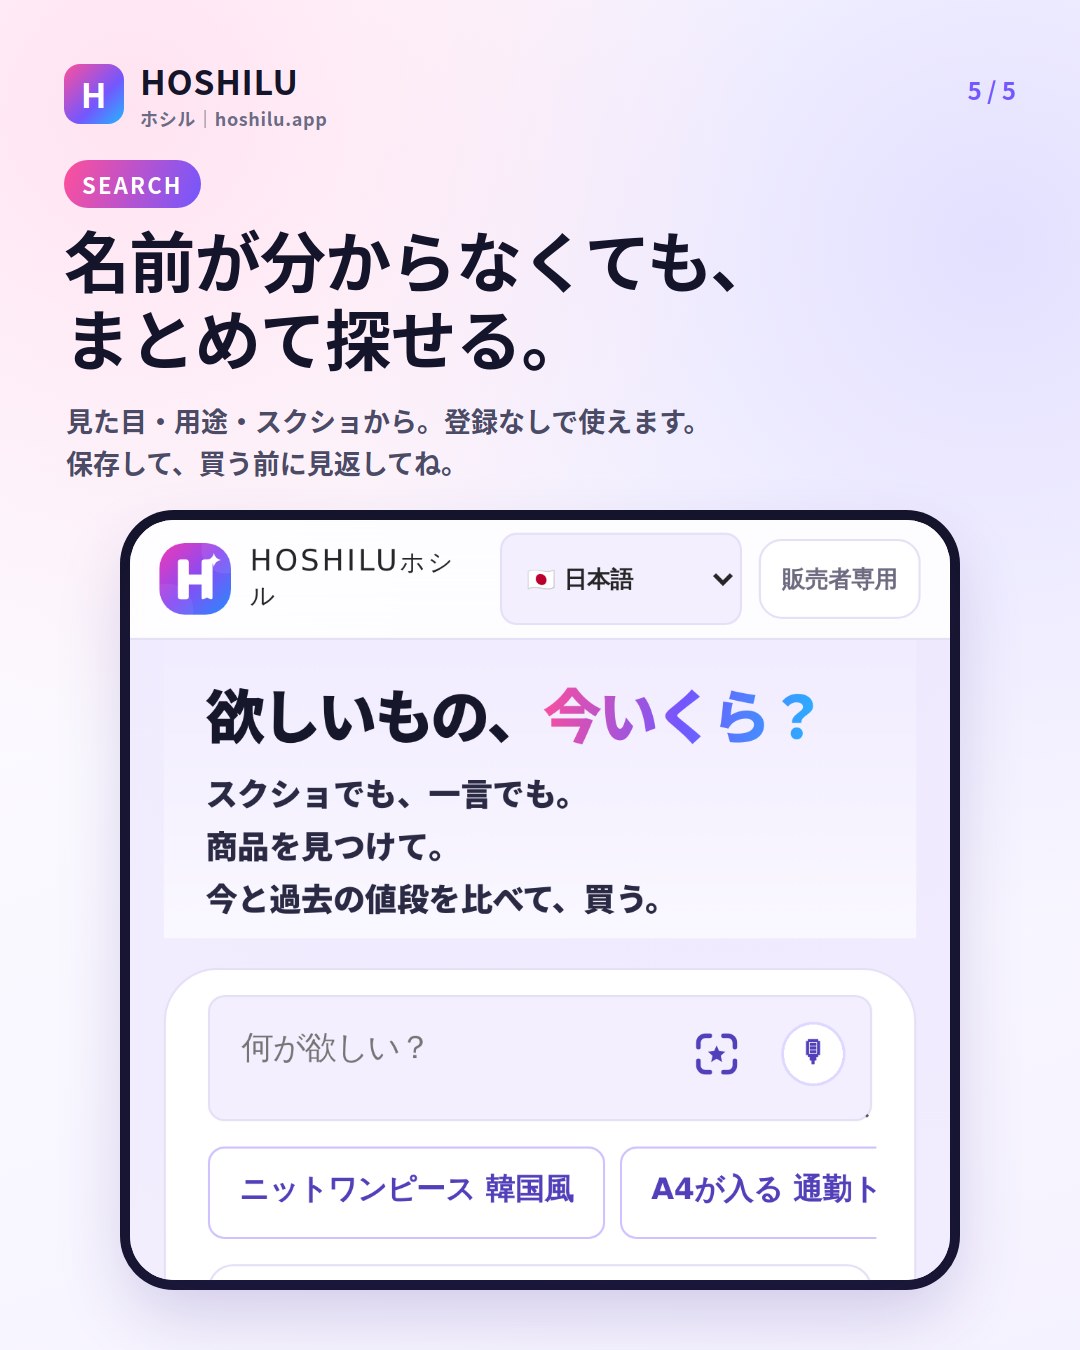 H
HOSHILU
ホシル｜hoshilu.app
5 / 5
SEARCH
名前が分からなくても、
まとめて探せる。
見た目・用途・スクショから。登録なしで使えます。
保存して、買う前に見返してね。
H
HOSHILUホシ
ル
日本語
販売者専用
欲しいもの、今いくら？
スクショでも、一言でも。
商品を見つけて。
今と過去の値段を比べて、買う。
何が欲しい？
ニットワンピース 韓国風
A4が入る 通勤ト